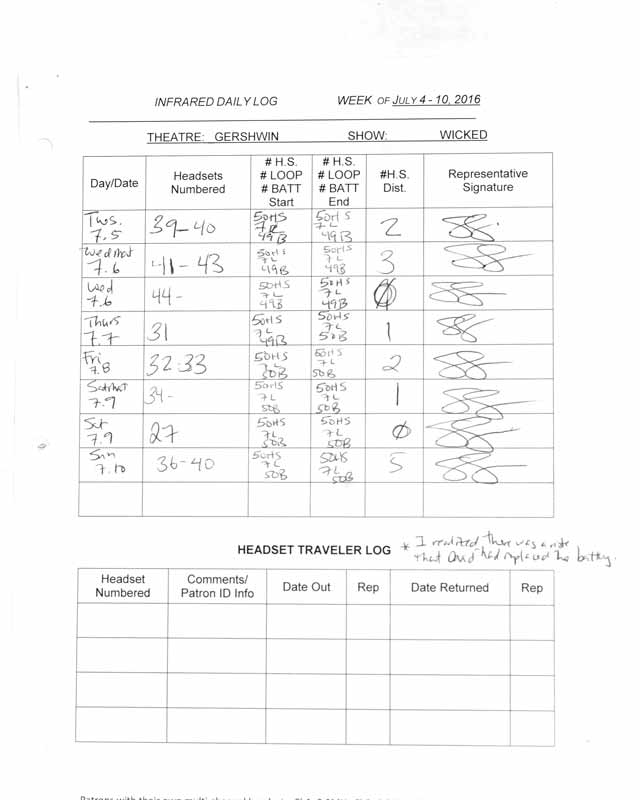 INFRARED DAILY LOG WEEK OF JULY 4 - 10, 2016
THEATRE: GERSHWIN SHOW: WICKED
Day/Date Headsets Numbered # H.S. # LOOP # BATT Start # H.S. # LOOP # BATT End #H.S. Dist. Representative Signature
Tues. 7.5 39-40 50HS 7L 49B 50HS 7L 49B 2
Wed Mat 7.6 41-43 50HS 7L 49B 50HS 7L 49B 3
Wed 7.6 44- 50HS 7L 49B 50HS 7L 49B Ø
Thurs 7.7 31 50HS 7L 49B 50HS 7L 50B 1
Fri 7.8 32-33 50HS 7L 50B 50HS 7L 50B 2
Sat Mat 7.9 34- 50HS 7L 50B 50HS 7L 50B 1
Sat 7.9 27 50HS 7L 50B 50HS 7L 50B Ø
Sun 7.10 36-40 50HS 7L 50B 50HS 7L 50B 5
HEADSET TRAVELER LOG * I realized there was a note
that had replaced the battery.
Headset Numbered Comments/ Patron ID Info Date Out Rep Date Returned Rep